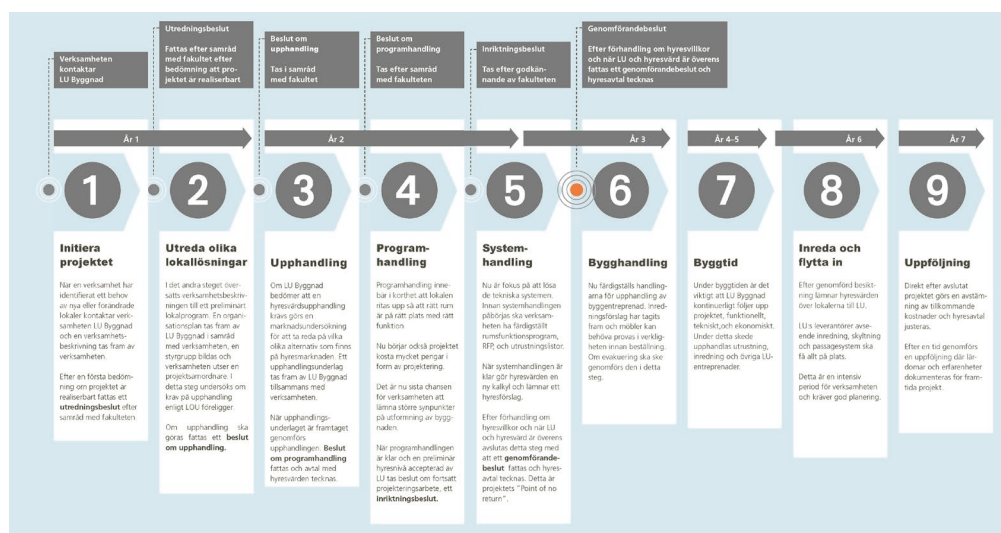 Verksamheten
kontaktar
LU Byggnad
Utredningsbeslut
Fattas efter samråd
med fakultet efter
bedömning att pro-
jektet är realiserbart
Beslut om
upphandling
Tas i samråd
med fakultet
Beslut om
programhandling
Tas efter samråd
med fakulteten
Inriktningsbeslut
Tas efter godkän-
nande av fakulteten
Genomförandebeslut
Efter förhandling om hyresvillkor
och när LU och hyresvärd är överens
fattas ett genomförandebeslut och
hyresavtal tecknas
År 1
År 2
År 3
År 4–5
År 6
År 7
1
2
3
4
5
6
7
8
9
Initiera
projektet
När en verksamhet har
identifierat ett behov
av nya eller förändrade
lokaler kontaktar verk-
samheten LU Byggnad
och en verksamhets-
beskrivning tas fram av
verksamheten.
Efter en första bedöm-
ning om projektet är
realiserbart fattas ett
utredningsbeslut efter
samråd med fakulteten.
Utreda olika
lokallösningar
I det andra steget över-
satts verksamhetsbeskriv-
ningen till ett preliminärt
lokalprogram. En organi-
sationsplan tas fram av
LU Byggnad i samråd
med verksamheten, en
styrgrupp bildas och
verksamheten utser en
projektsamordnare. I
detta steg undersöks om
krav på upphandling
enligt LOU föreligger.
Om upphandling ska
göras fattas ett beslut
om upphandling.
Upphandling
Om LU Byggnad
bedömer att en
hyresvärdsupphandling
krävs görs en
marknadsundersökning
för att ta reda på vilka
olika alternativ som finns
på hyresmarknaden. Ett
upphandlingsunderlag
tas fram av LU Byggnad
tillsammans med
verksamheten.
När upphandlings-
underlaget är framtaget
genomförs
upphandlingen. Beslut
om programhandling
fattas och avtal med
hyresvärden tecknas.
Program-
handling
Programhandling inne-
bär i korthet att lokalen
ritas upp så att rätt rum
är på rätt plats med rätt
funktion.
Nu börjar också projektet
kosta mycket pengar i
form av projektering.
Det är nu sista chansen
för verksamheten att
lämna större synpunkter
på utformning av bygg-
naden.
När programhandlingen
är klar och en preliminär
hyresnivå accepterad av
LU tas beslut om fortsatt
projekteringsarbete, ett
inriktningsbeslut.
System-
handling
Nu är fokus på att lösa
de tekniska systemen.
Innan systemhandlingen
påbörjas ska verksam-
heten ha färdigställt
rumsfunktionsprogram,
RFP, och utrustningslistor.
När systemhandlingen är
klar gör hyresvärden en
ny kalkyl och lämnar ett
hyresförslag.
Efter förhandling om
hyresvillkor och när LU
och hyresvärd är överens
avslutas detta steg med
att ett genomförande-
beslut fattas och hyres-
avtal tecknas. Detta är
projektets "Point of no
return".
Bygghandling
Nu färdigställs handling-
arna för upphandling av
byggentreprenad. Inred-
ningsförslag har tagits
fram och möbler kan
behöva provas i verklig-
heten innan beställning.
Om evakuering ska ske
genomförs den i detta
steg.
Byggtid
Under byggtiden är det
viktigt att LU Byggnad
kontinuerligt följer upp
projektet, funktionellt,
tekniskt,och ekonomiskt.
Under detta skede
upphandlas utrustning,
inredning och övriga LU-
entreprenader.
Inreda och
flytta in
Efter genomförd besikt-
ning lämnar hyresvärden
över lokalerna till LU.
LU:s leverantörer avse-
ende inredning, skyltning
och passagesystem ska
få allt på plats.
Detta är en intensiv
period för verksamheten
och kräver god planering.
Uppföljning
Direkt efter avslutat
projekt görs en avstäm-
ning av tillkommande
kostnader och hyresavtal
justeras.
Efter en tid genomförs
en uppföljning där lär-
domar och erfarenheter
dokumenteras för fram-
tida projekt.